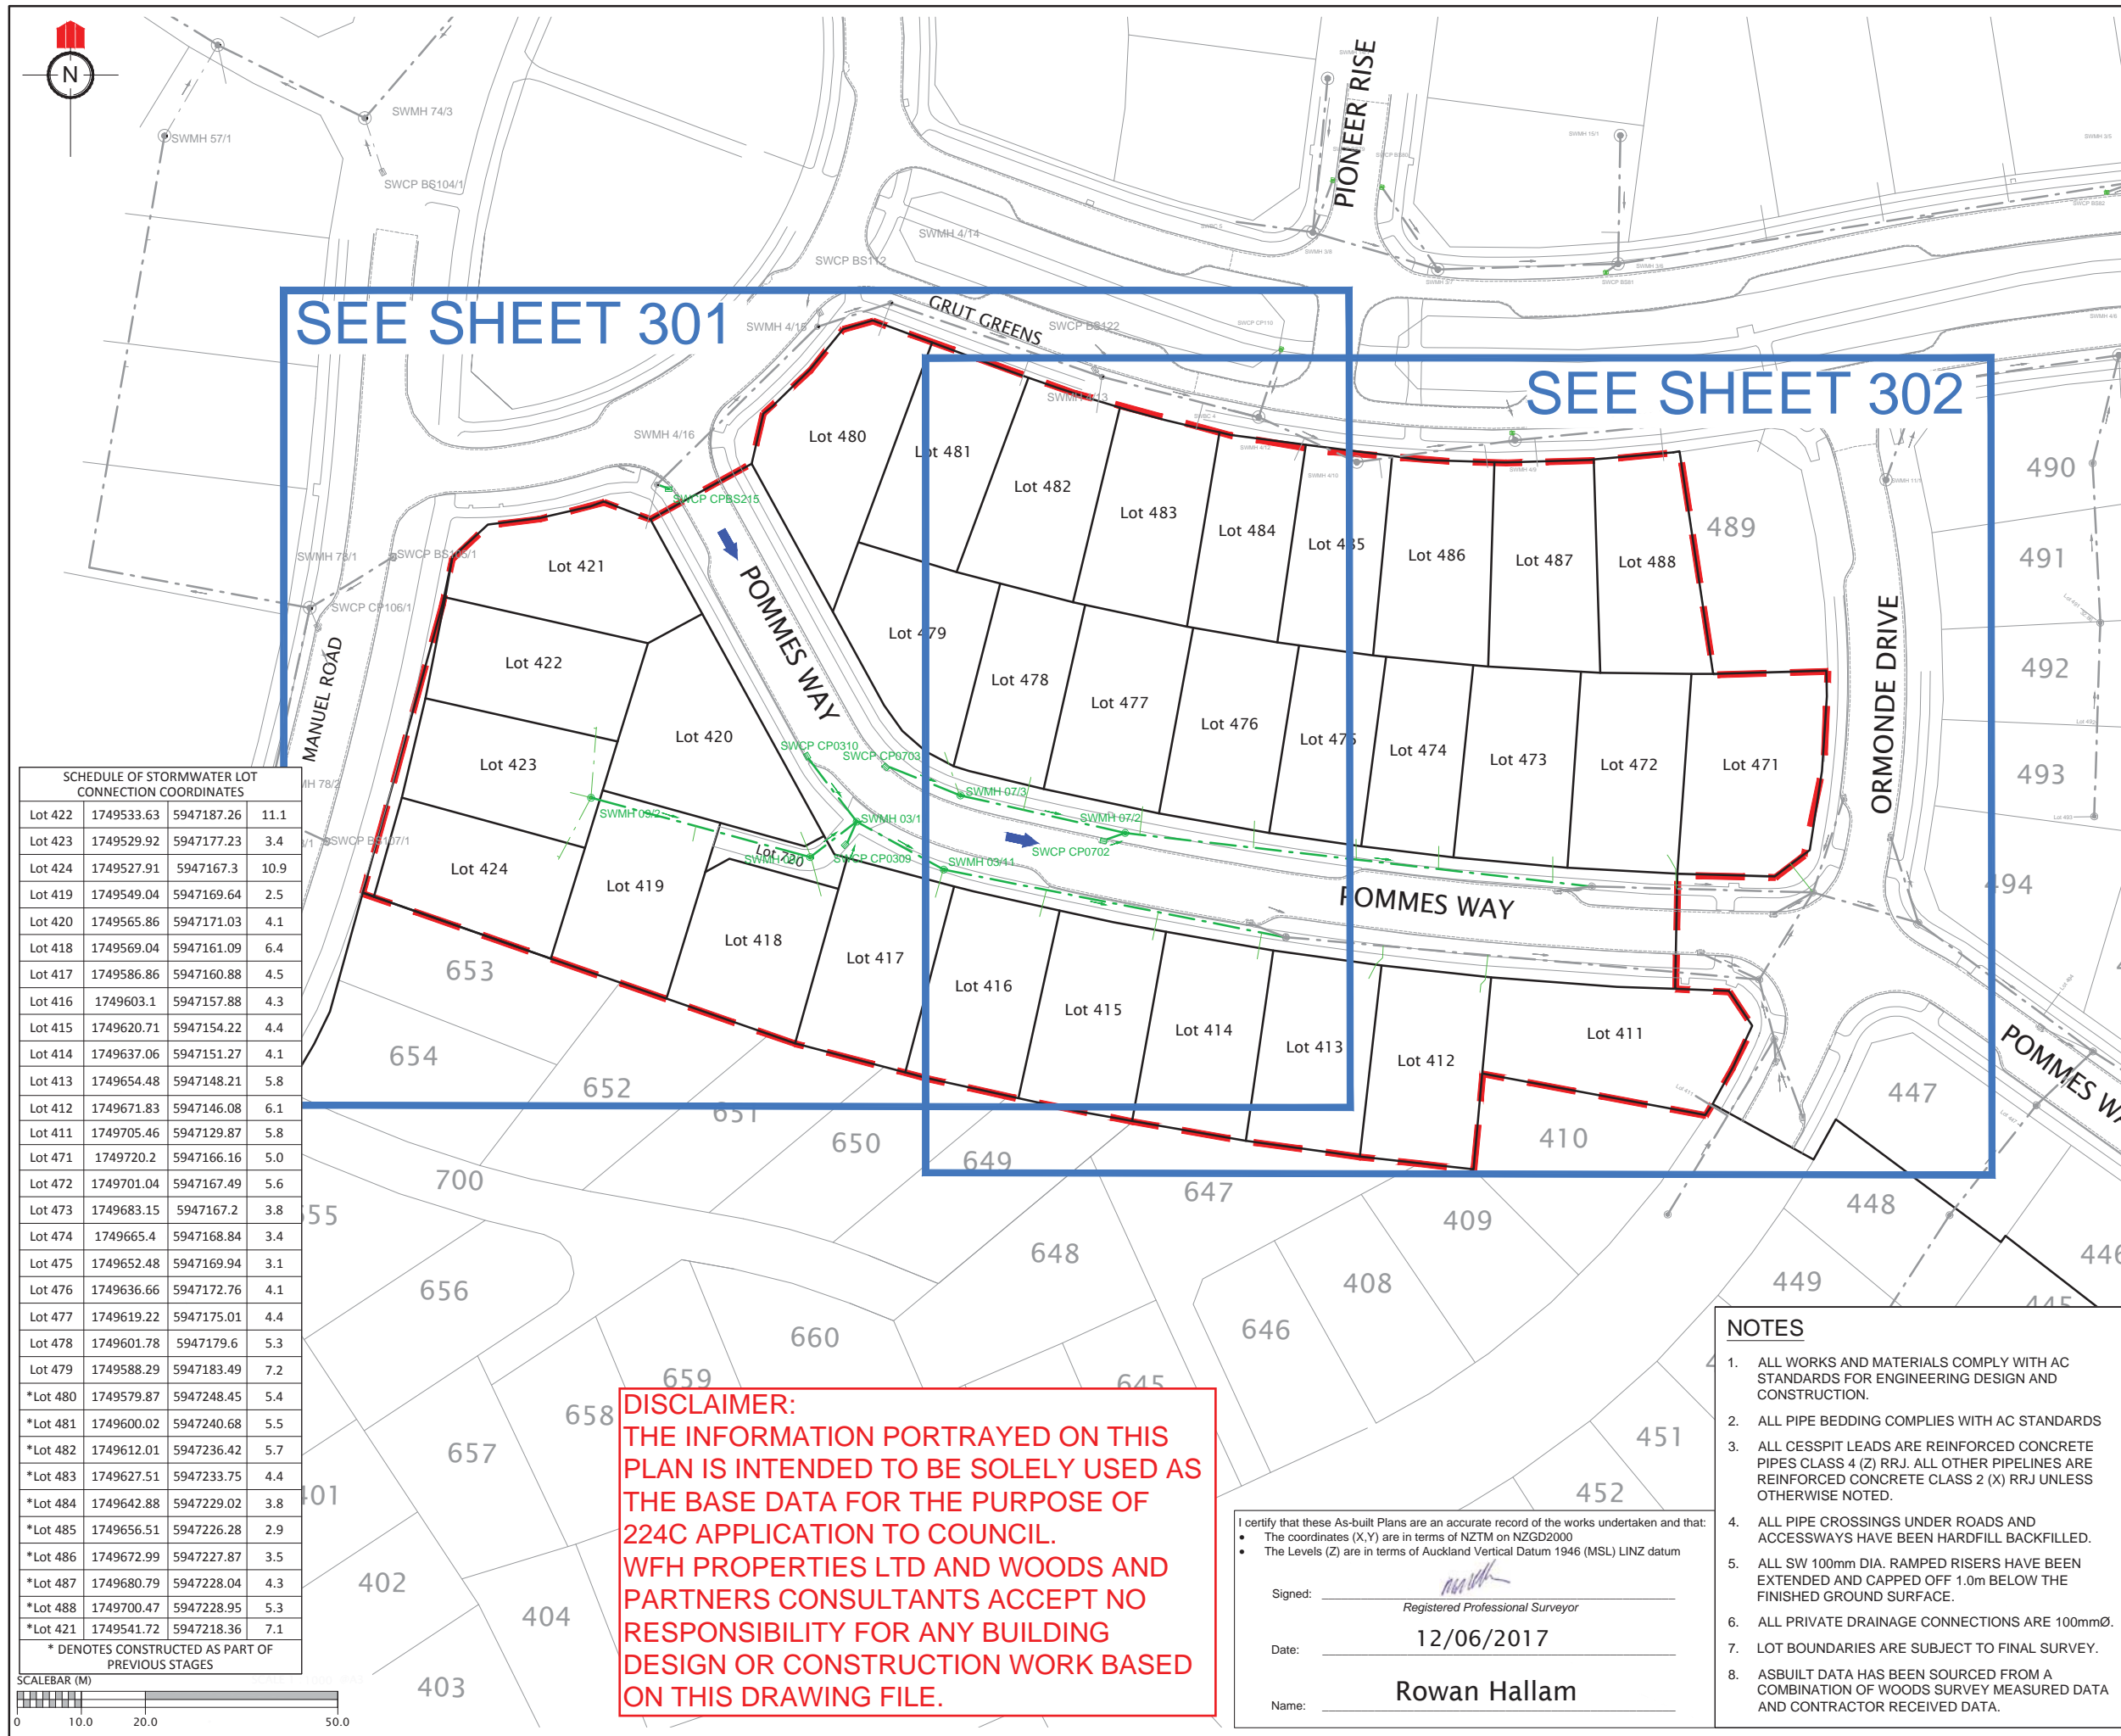 N
SWMH 74/3
SWMH 57/1
SWCP BS104/1
PIONEER RISE
SWMH 4/14
SWCP BS112
SEE SHEET 301
SWMH 4/15
GRUT GREENS
SWCP BS122
SWCP CP110
SEE SHEET 302
SWMH 4/13
SWMH 4/16
SWCP CPBS215
Lot 480
Lot 481
Lot 482
Lot 483
Lot 484
Lot 485
Lot 486
Lot 487
Lot 488
489
490
491
492
493
494
ORMONDE DRIVE
SWMH 78/1
SWCP BS105/1
SWCP CP106/1
MANUEL ROAD
Lot 421
Lot 422
Lot 423
Lot 424
Lot 420
Lot 419
Lot 418
Lot 417
POMMES WAY
Lot 479
Lot 478
Lot 477
Lot 476
Lot 475
Lot 474
Lot 473
Lot 472
Lot 471
SWCP CP0310
SWCP CP0703
SWMH 07/3
SWMH 07/2
SWCP CP0702
SWMH 03/1
SWCP CP0309
SWMH 03/11
POMMES WAY
Lot 416
Lot 415
Lot 414
Lot 413
Lot 412
Lot 411
POMMES WA
653
654
652
651
650
649
700
647
648
656
657
658
659
660
645
646
408
409
410
447
448
446
449
445
451
452
401
402
403
404
SCHEDULE OF STORMWATER LOT
CONNECTION COORDINATES
Lot 422 1749533.63 5947187.26 11.1
Lot 423 1749529.92 5947177.23 3.4
Lot 424 1749527.91 5947167.3 10.9
Lot 419 1749549.04 5947169.64 2.5
Lot 420 1749565.86 5947171.03 4.1
Lot 418 1749569.04 5947161.09 6.4
Lot 417 1749586.86 5947160.88 4.5
Lot 416 1749603.1 5947157.88 4.3
Lot 415 1749620.71 5947154.22 4.4
Lot 414 1749637.06 5947151.27 4.1
Lot 413 1749654.48 5947148.21 5.8
Lot 412 1749671.83 5947146.08 6.1
Lot 411 1749705.46 5947129.87 5.8
Lot 471 1749720.2 5947166.16 5.0
Lot 472 1749701.04 5947167.49 5.6
Lot 473 1749683.15 5947167.2 3.8
Lot 474 1749665.4 5947168.84 3.4
Lot 475 1749652.48 5947169.94 3.1
Lot 476 1749636.66 5947172.76 4.1
Lot 477 1749619.22 5947175.01 4.4
Lot 478 1749601.78 5947179.6 5.3
Lot 479 1749588.29 5947183.49 7.2
*Lot 480 1749579.87 5947248.45 5.4
*Lot 481 1749600.02 5947240.68 5.5
*Lot 482 1749612.01 5947236.42 5.7
*Lot 483 1749627.51 5947233.75 4.4
*Lot 484 1749642.88 5947229.02 3.8
*Lot 485 1749656.51 5947226.28 2.9
*Lot 486 1749672.99 5947227.87 3.5
*Lot 487 1749680.79 5947228.04 4.3
*Lot 488 1749700.47 5947228.95 5.3
*Lot 421 1749541.72 5947218.36 7.1
* DENOTES CONSTRUCTED AS PART OF
PREVIOUS STAGES
SCALEBAR (M)
0 10.0 20.0 50.0
DISCLAIMER:
THE INFORMATION PORTRAYED ON THIS
PLAN IS INTENDED TO BE SOLELY USED AS
THE BASE DATA FOR THE PURPOSE OF
224C APPLICATION TO COUNCIL.
WFH PROPERTIES LTD AND WOODS AND
PARTNERS CONSULTANTS ACCEPT NO
RESPONSIBILITY FOR ANY BUILDING
DESIGN OR CONSTRUCTION WORK BASED
ON THIS DRAWING FILE.
I certify that these As-built Plans are an accurate record of the works undertaken and that:
• The coordinates (X,Y) are in terms of NZTM on NZGD2000
• The Levels (Z) are in terms of Auckland Vertical Datum 1946 (MSL) LINZ datum
Signed:
Registered Professional Surveyor
Date: 12/06/2017
Name: Rowan Hallam
NOTES
1. ALL WORKS AND MATERIALS COMPLY WITH AC
STANDARDS FOR ENGINEERING DESIGN AND
CONSTRUCTION.
2. ALL PIPE BEDDING COMPLIES WITH AC STANDARDS
3. ALL CESSPIT LEADS ARE REINFORCED CONCRETE
PIPES CLASS 4 (Z) RRJ. ALL OTHER PIPELINES ARE
REINFORCED CONCRETE CLASS 2 (X) RRJ UNLESS
OTHERWISE NOTED.
4. ALL PIPE CROSSINGS UNDER ROADS AND
ACCESSWAYS HAVE BEEN HARDFILL BACKFILLED.
5. ALL SW 100mm DIA. RAMPED RISERS HAVE BEEN
EXTENDED AND CAPPED OFF 1.0m BELOW THE
FINISHED GROUND SURFACE.
6. ALL PRIVATE DRAINAGE CONNECTIONS ARE 100mmØ.
7. LOT BOUNDARIES ARE SUBJECT TO FINAL SURVEY.
8. ASBUILT DATA HAS BEEN SOURCED FROM A
COMBINATION OF WOODS SURVEY MEASURED DATA
AND CONTRACTOR RECEIVED DATA.